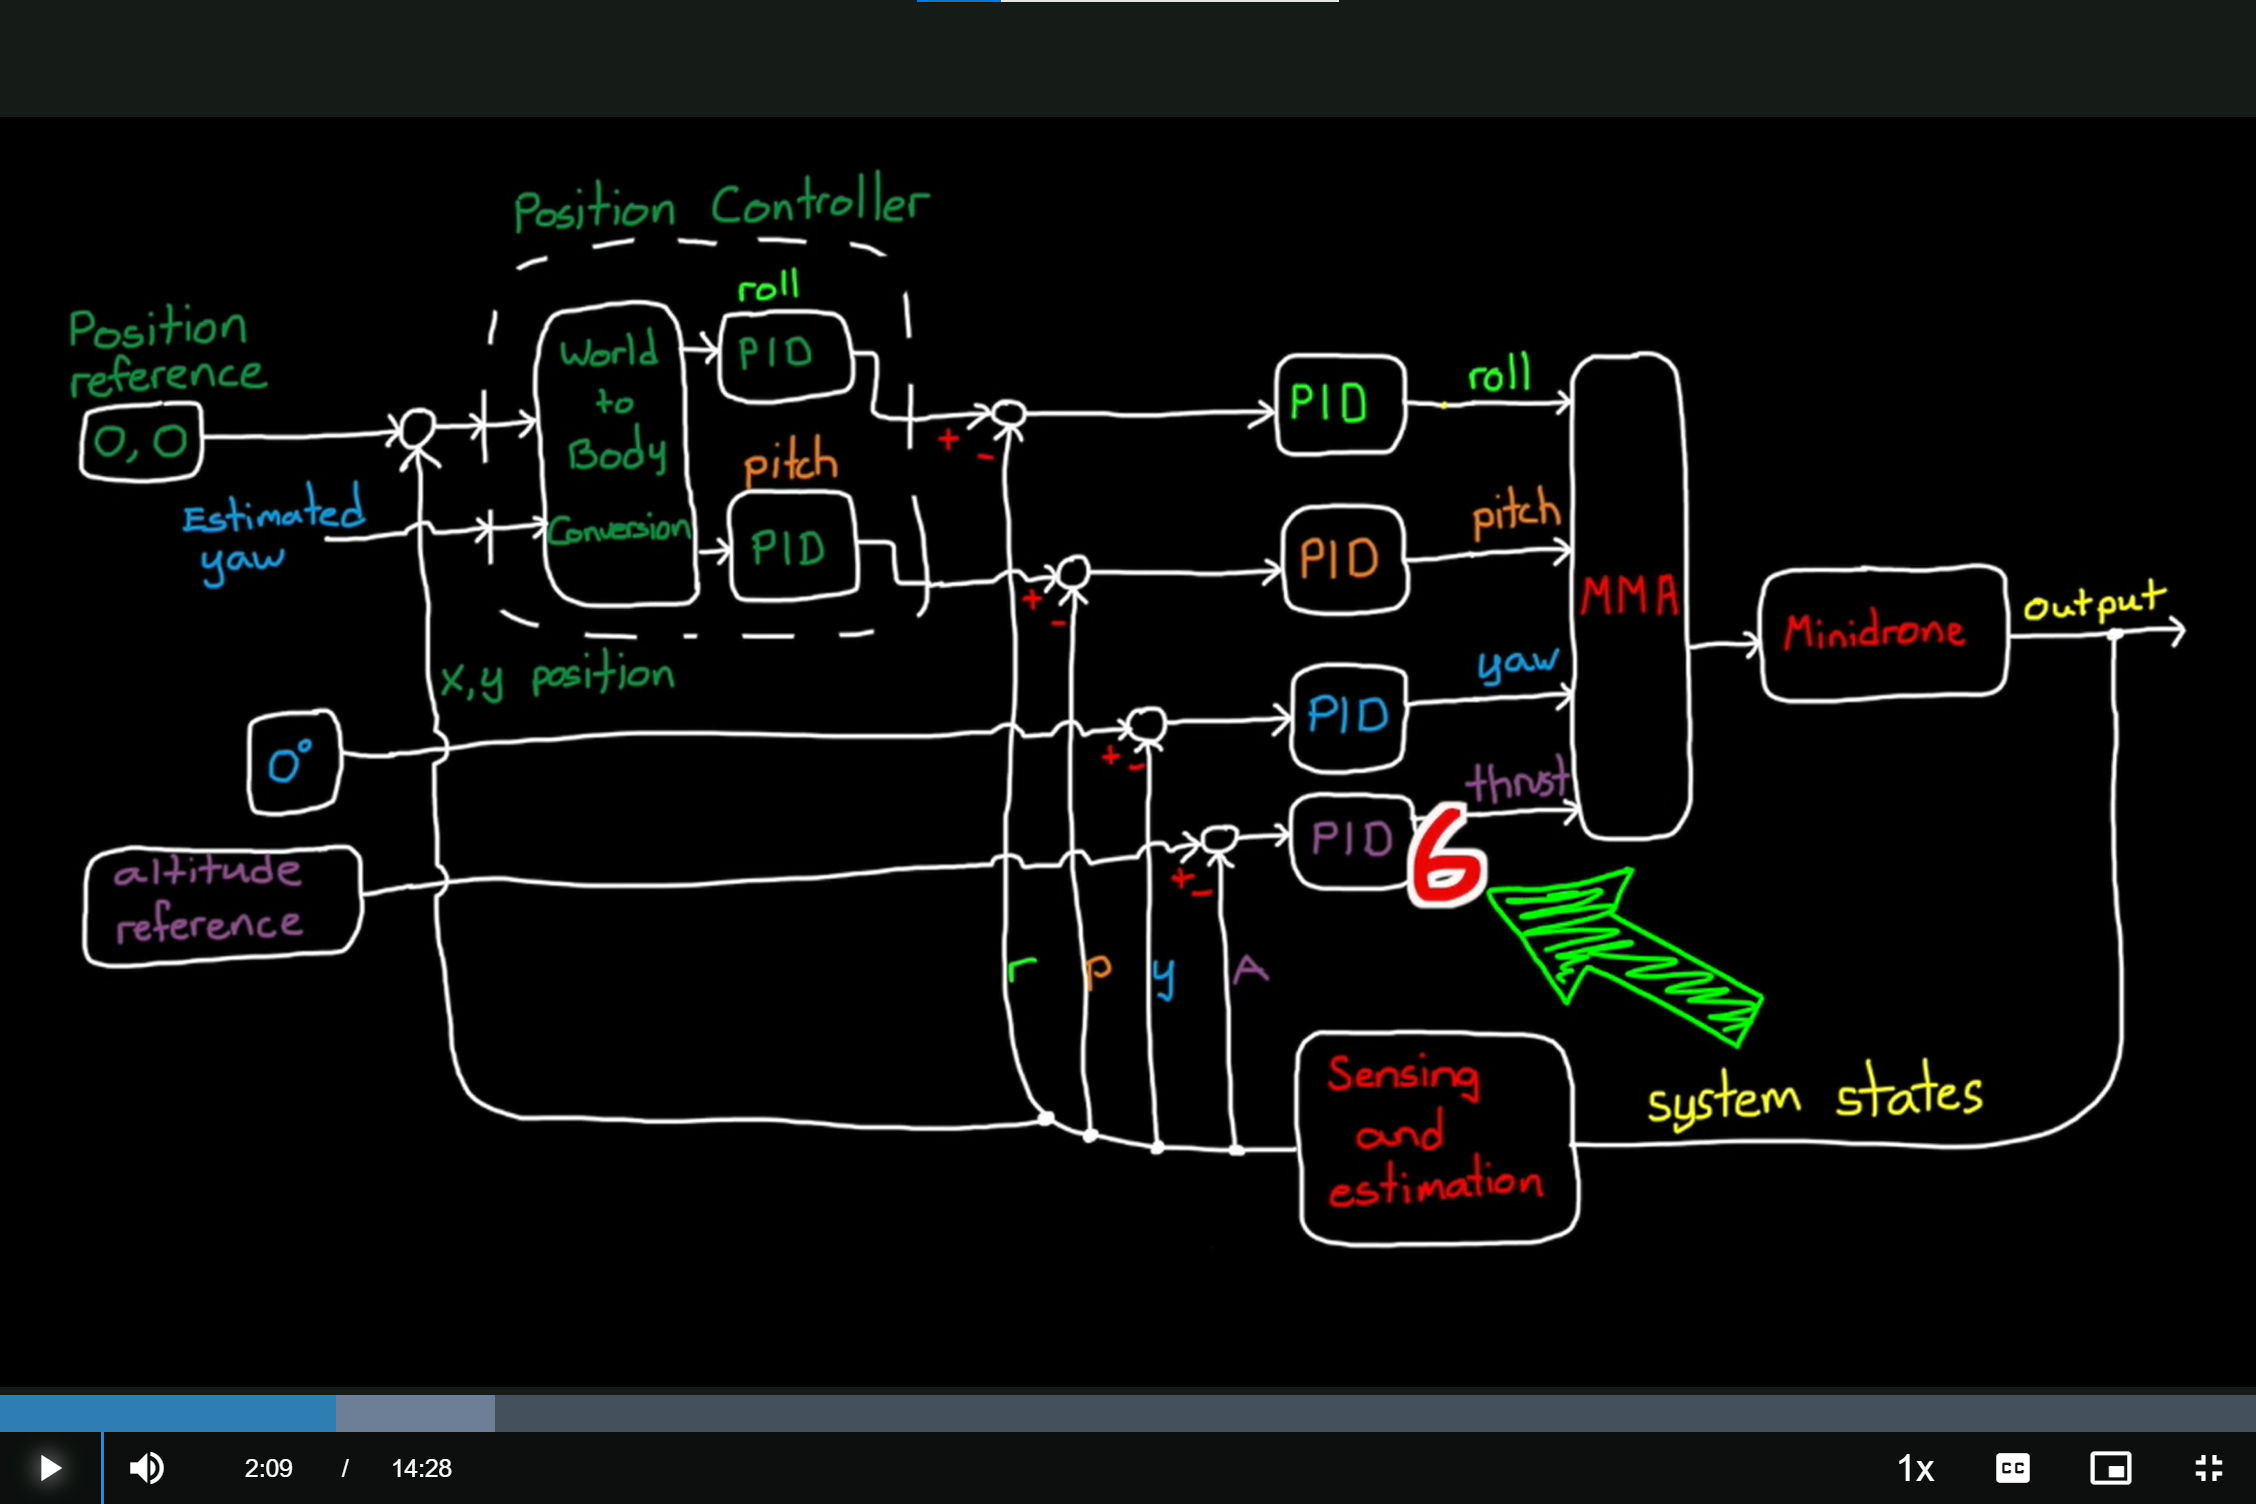 Position Controller
roll
Position
reference
World
to
Body
Conversion
PID
0, 0
+
-
PID
roll
Estimated
yaw
pitch
PID
+
-
PID
pitch
MMA
Minidrone
output
x, y position
0°
+
-
PID
yaw
altitude
reference
+
-
PID
thrust
6
r
p
y
A
Sensing
and
estimation
system states
2:09 / 14:28
1x
CC